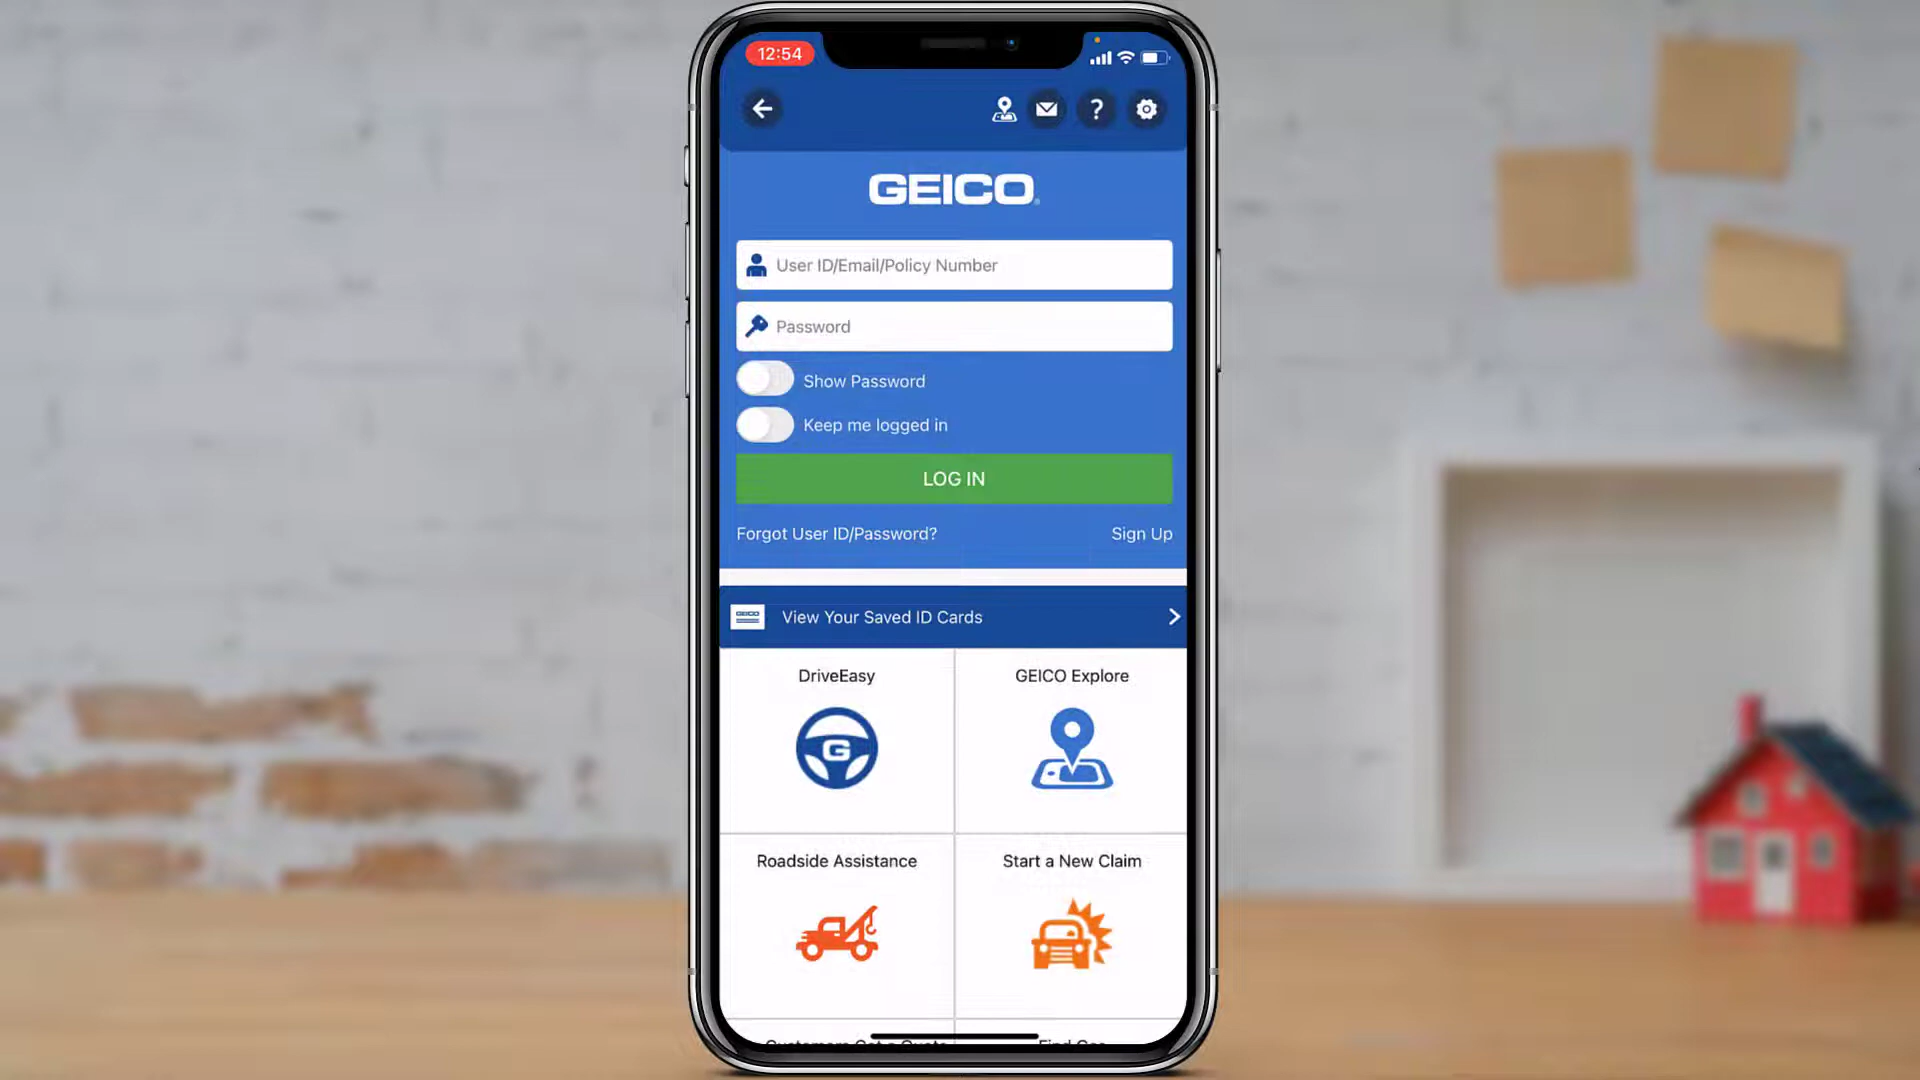 12:54
?
GEICO
User ID/Email/Policy Number
Password
Show Password
Keep me logged in
LOG IN
Forgot User ID/Password?
Sign Up
GEICO
View Your Saved ID Cards
DriveEasy
GEICO Explore
G
Roadside Assistance
Start a New Claim